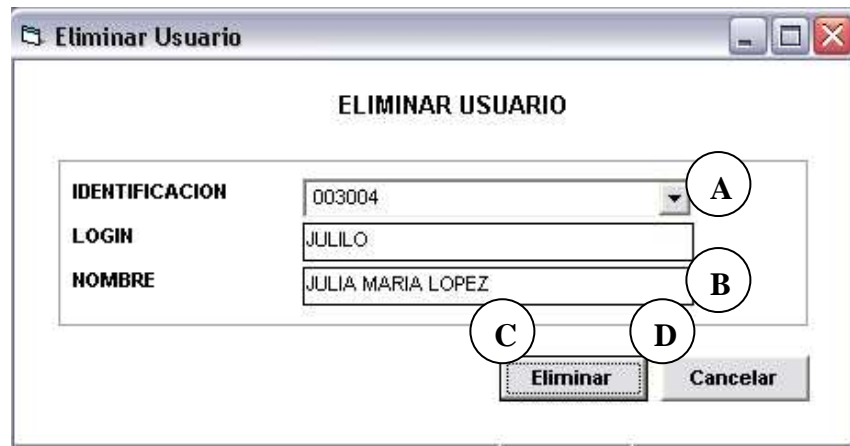 Eliminar Usuario
ELIMINAR USUARIO
IDENTIFICACION 003004 A
LOGIN JULILO
NOMBRE JULIA MARIA LOPEZ B
C D
Eliminar Cancelar